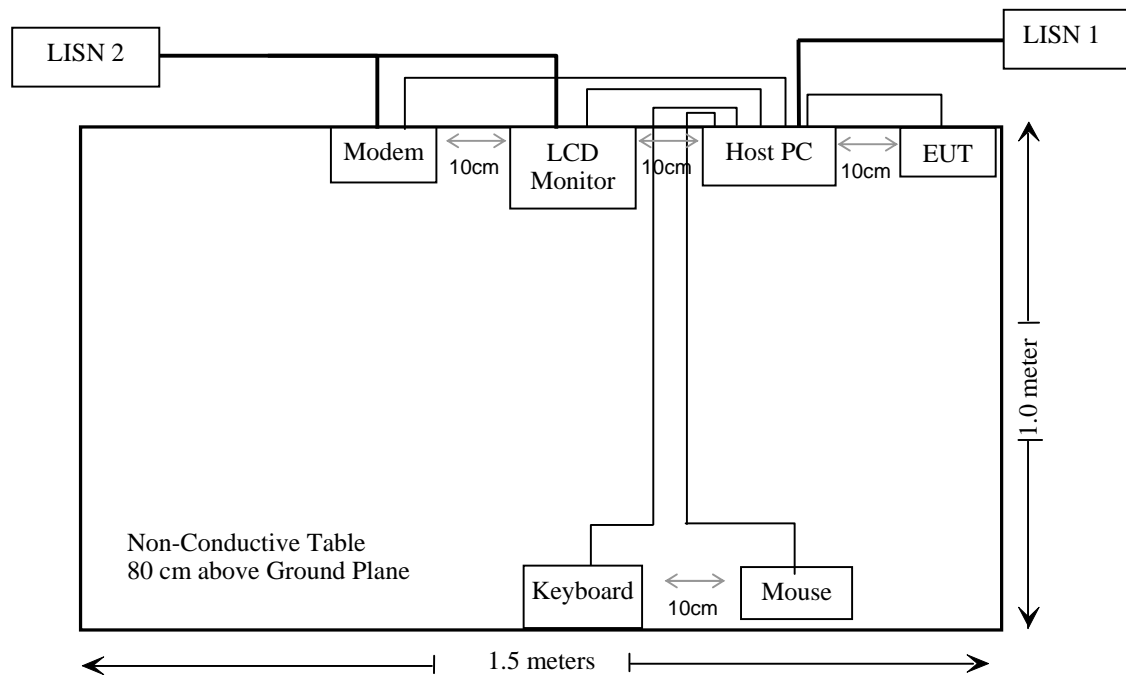 LISN 2
LISN 1
Modem
10cm
LCD
Monitor
10cm
Host PC
10cm
EUT
1.0 meter
Non-Conductive Table
80 cm above Ground Plane
Keyboard
10cm
Mouse
1.5 meters